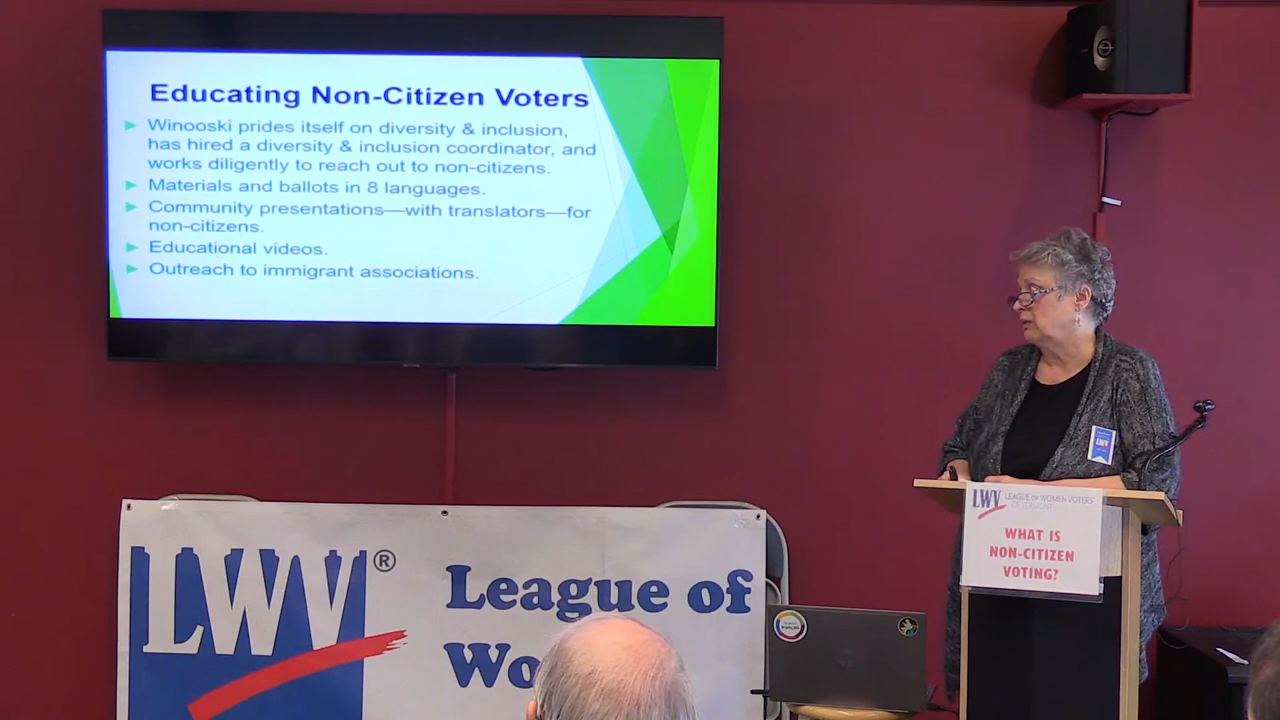 Educating Non-Citizen Voters
Winooski prides itself on diversity & inclusion,
has hired a diversity & inclusion coordinator, and
works diligently to reach out to non-citizens.
Materials and ballots in 8 languages.
Community presentations—with translators—for
non-citizens.
Educational videos.
Outreach to immigrant associations.
LWV
LWV LEAGUE OF WOMEN VOTERS®
OF VERMONT
WHAT IS
NON-CITIZEN
VOTING?
LWV®
League of
Wo